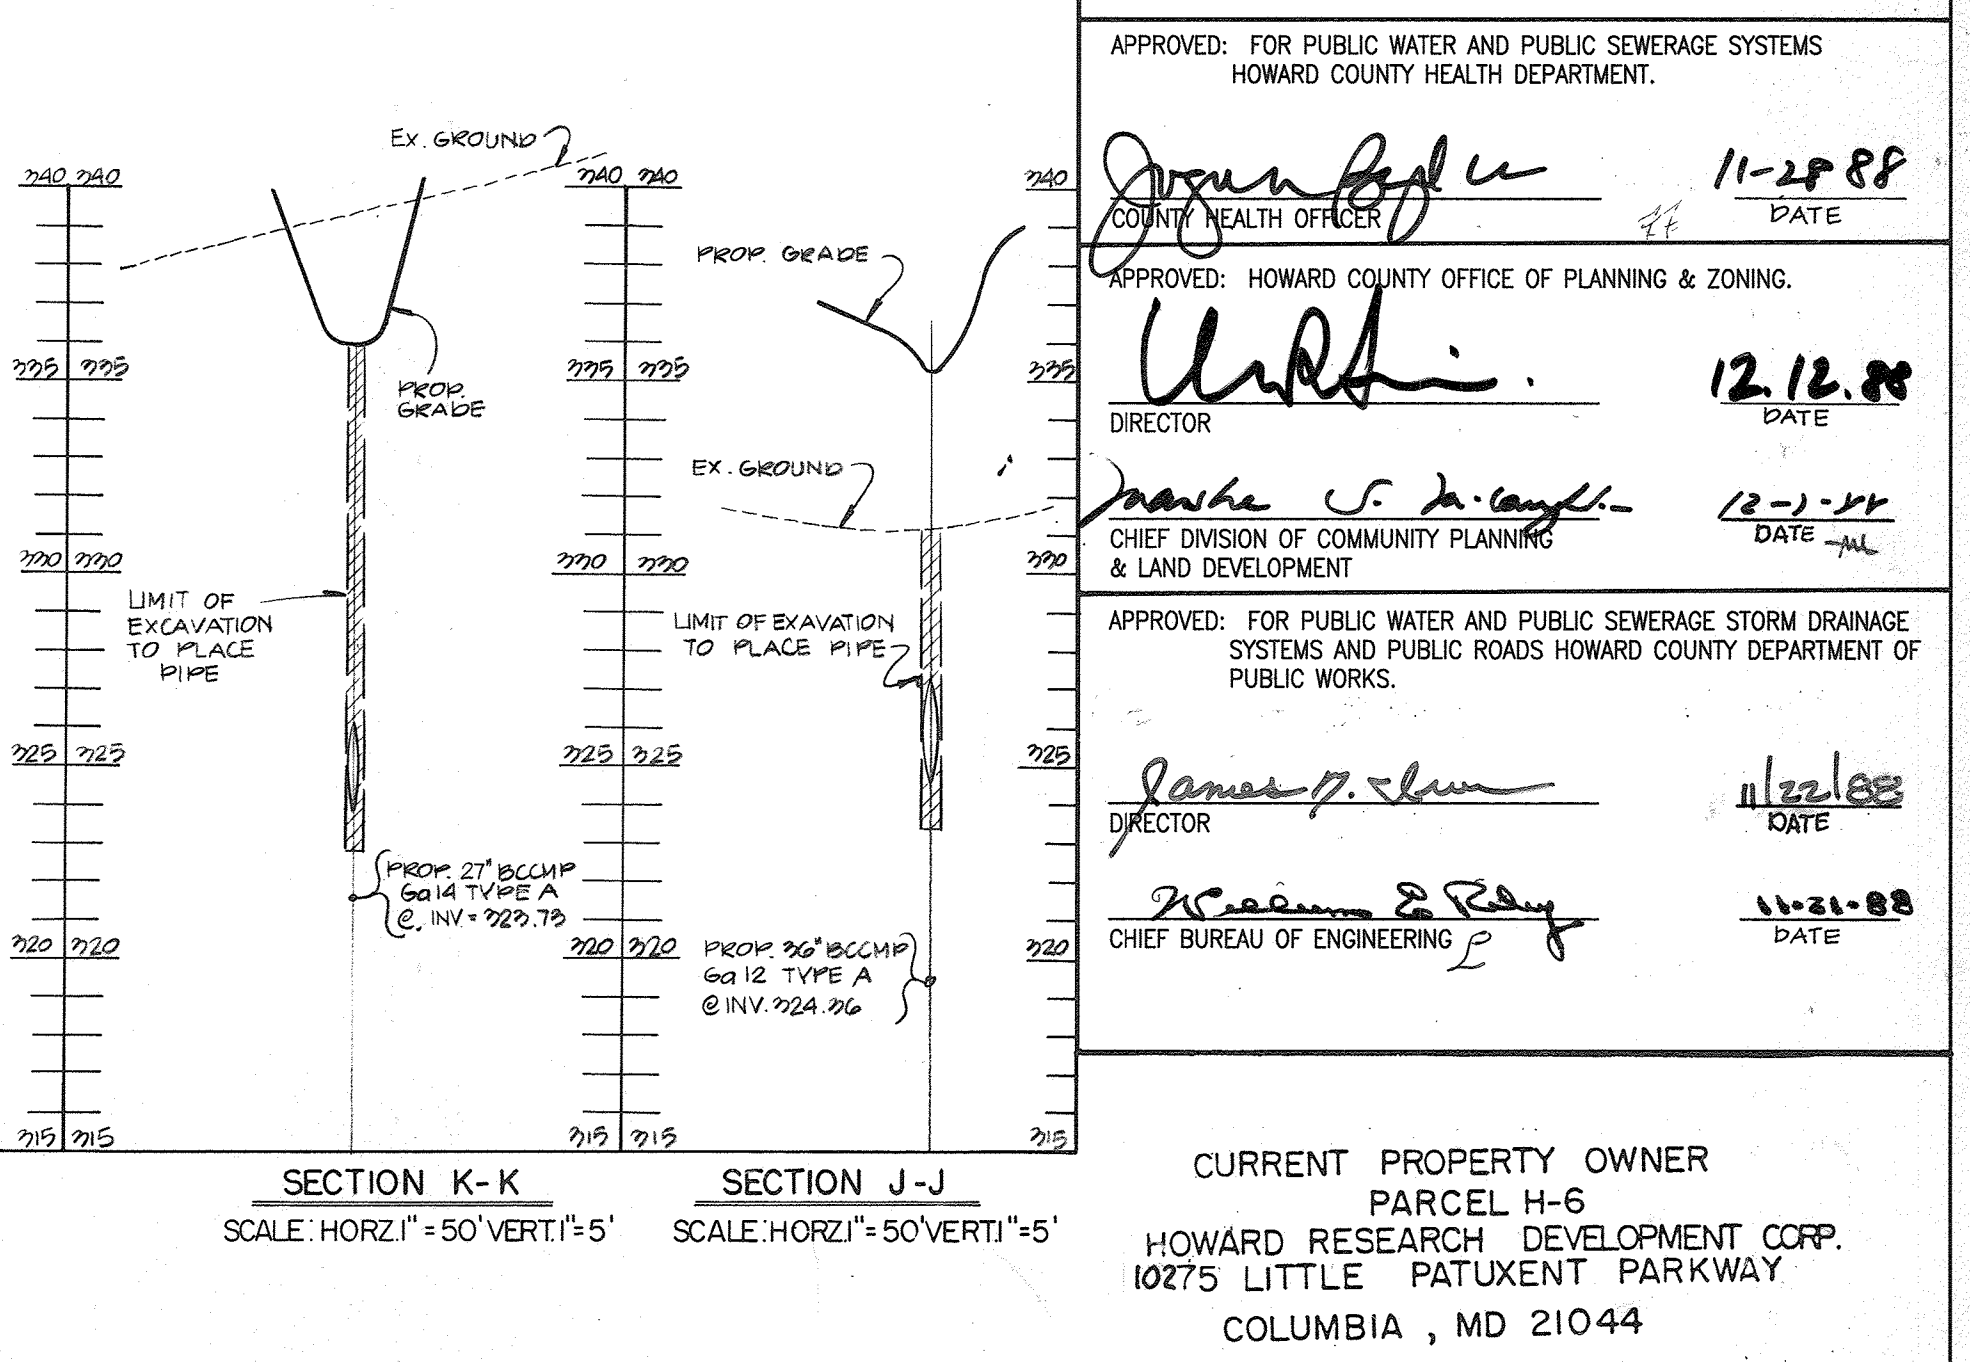 EX. GROUND
340 340
340 340
335 335
335 335
PROP.
GRADE
330 330
330 330
LIMIT OF
EXCAVATION
TO PLACE
PIPE
325 325
325 325
PROP. 27" BCCMP
Ga 14 TYPE A
@ INV = 323.73
320 320
320 320
315 315
315 315
SECTION K-K
SCALE: HORZ.1" = 50' VERT.1" = 5'
340
PROP. GRADE
335
EX. GROUND
330
LIMIT OF EXAVATION
TO PLACE PIPE
325
PROP. 36" BCCMP
Ga 12 TYPE A
@ INV. 324.36
320
315
SECTION J-J
SCALE: HORZ.1" = 50' VERT.1" = 5'
APPROVED: FOR PUBLIC WATER AND PUBLIC SEWERAGE SYSTEMS
HOWARD COUNTY HEALTH DEPARTMENT.
11-28 88
COUNTY HEALTH OFFICER
DATE
APPROVED: HOWARD COUNTY OFFICE OF PLANNING & ZONING.
12.12.88
DIRECTOR
DATE
CHIEF DIVISION OF COMMUNITY PLANNING
& LAND DEVELOPMENT
DATE
APPROVED: FOR PUBLIC WATER AND PUBLIC SEWERAGE STORM DRAINAGE
SYSTEMS AND PUBLIC ROADS HOWARD COUNTY DEPARTMENT OF
PUBLIC WORKS.
James 11/22/88
DIRECTOR
DATE
William E. Riley 11-21-88
CHIEF BUREAU OF ENGINEERING
DATE
CURRENT PROPERTY OWNER
PARCEL H-6
HOWARD RESEARCH DEVELOPMENT CORP.
10275 LITTLE PATUXENT PARKWAY
COLUMBIA, MD 21044